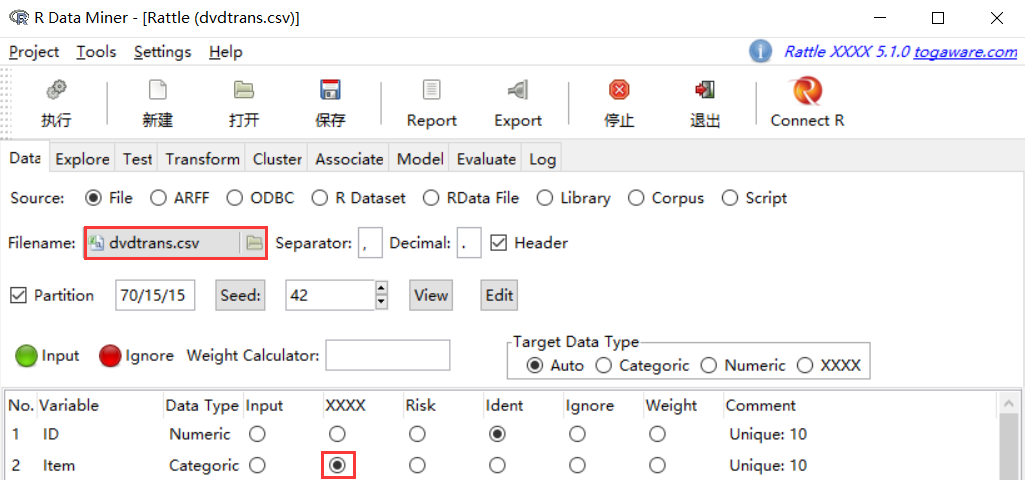 R Data Miner - [Rattle (dvdtrans.csv)]
Project Tools Settings Help Rattle XXXX 5.1.0 togaware.com
执行 新建 打开 保存 Report Export 停止 退出 Connect R
Data Explore Test Transform Cluster Associate Model Evaluate Log
Source: File ARFF ODBC R Dataset RData File Library Corpus Script
Filename: dvdtrans.csv Separator: , Decimal: . Header
Partition 70/15/15 Seed: 42 View Edit
Target Data Type
Input Ignore Weight Calculator: Auto Categoric Numeric XXXX
No. Variable Data Type Input XXXX Risk Ident Ignore Weight Comment
1 ID Numeric Unique: 10
2 Item Categoric Unique: 10